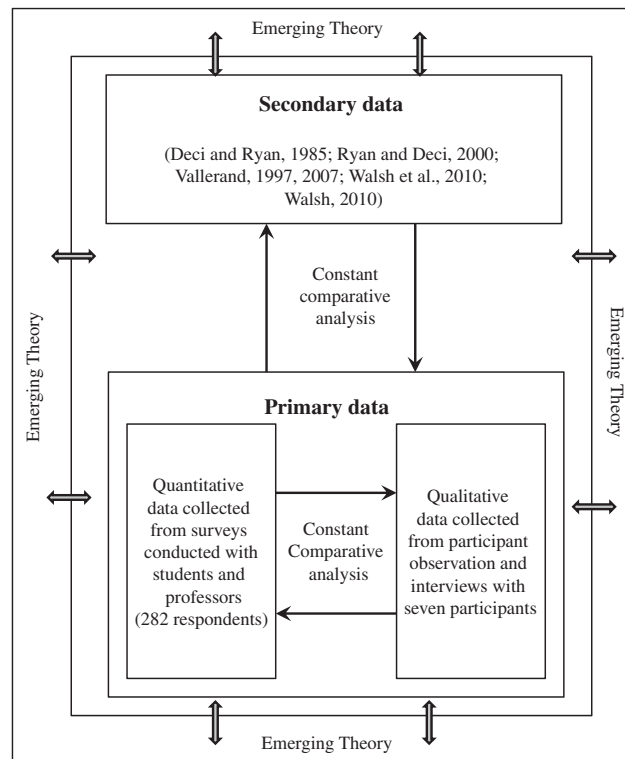 Emerging Theory
Secondary data
(Deci and Ryan, 1985; Ryan and Deci, 2000;
Vallerand, 1997, 2007; Walsh et al., 2010;
Walsh, 2010)
Constant
comparative
analysis
Emerging Theory
Emerging Theory
Primary data
Quantitative
data collected
from surveys
conducted with
students and
professors
(282 respondents)
Constant
Comparative
analysis
Qualitative
data collected
from participant
observation and
interviews with
seven participants
Emerging Theory